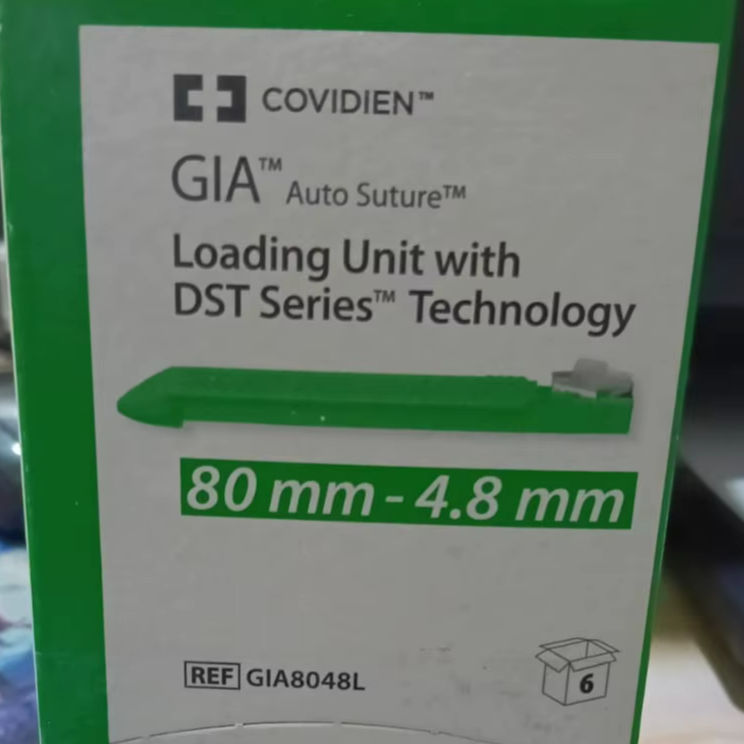 COVIDIEN™
GIA™ Auto Suture™
Loading Unit with
DST Series™ Technology
80 mm - 4.8 mm
REF GIA8048L
6